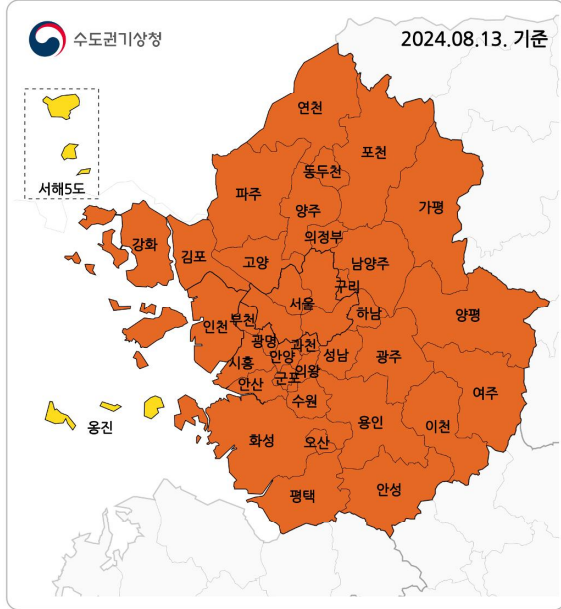 수도권기상청
2024.08.13. 기준
연천
포천
동두천
서해5도
파주
가평
양주
의정부
강화
김포
고양
남양주
구리
서울
하남
양평
인천
부천
광명
과천
시흥
안양
성남
광주
의왕
안산
군포
여주
수원
옹진
용인
이천
화성
오산
평택
안성